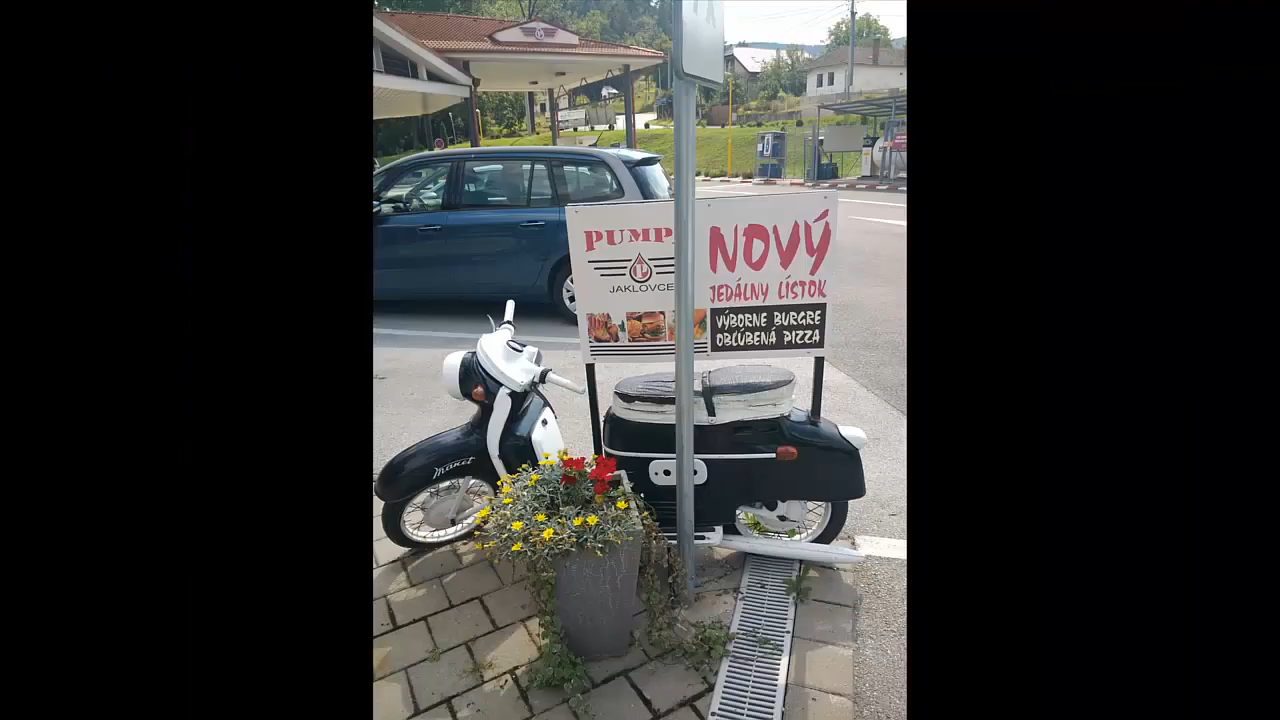 PUMP
JAKLOVCE
NOVÝ
JEDÁLNY LÍSTOK
VÝBORNE BURGRE
OBĽÚBENÁ PIZZA
Manet